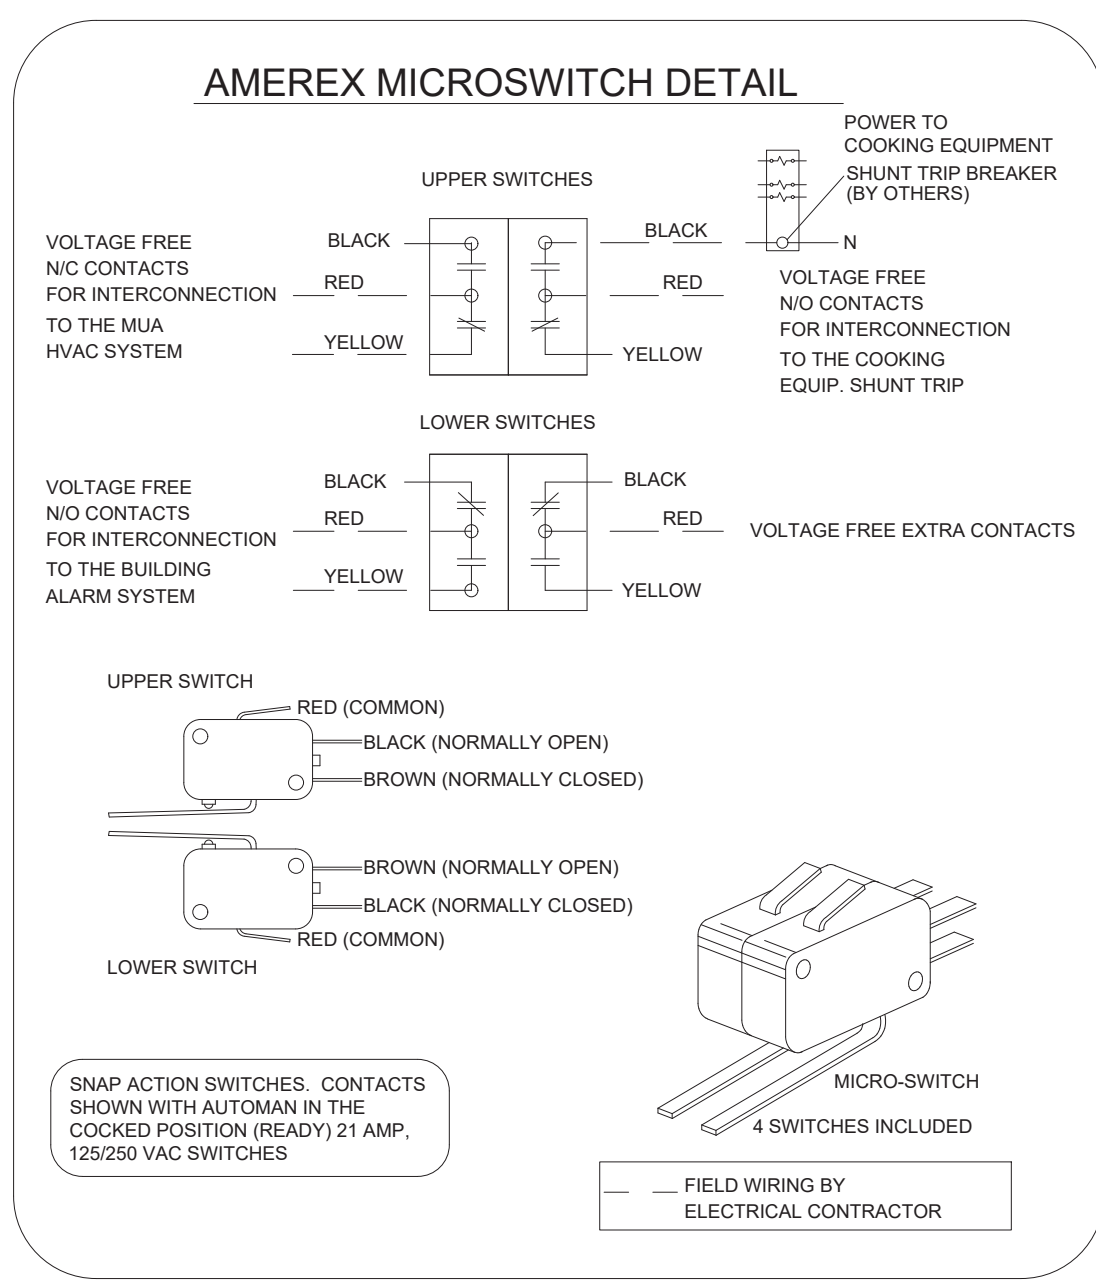 AMEREX MICROSWITCH DETAIL
POWER TO
COOKING EQUIPMENT
SHUNT TRIP BREAKER
(BY OTHERS)
N
UPPER SWITCHES
VOLTAGE FREE
N/C CONTACTS
FOR INTERCONNECTION
TO THE MUA
HVAC SYSTEM
BLACK
RED
YELLOW
BLACK
RED
YELLOW
VOLTAGE FREE
N/O CONTACTS
FOR INTERCONNECTION
TO THE COOKING
EQUIP. SHUNT TRIP
LOWER SWITCHES
VOLTAGE FREE
N/O CONTACTS
FOR INTERCONNECTION
TO THE BUILDING
ALARM SYSTEM
BLACK
RED
YELLOW
BLACK
RED
YELLOW
VOLTAGE FREE EXTRA CONTACTS
UPPER SWITCH
RED (COMMON)
BLACK (NORMALLY OPEN)
BROWN (NORMALLY CLOSED)
BROWN (NORMALLY OPEN)
BLACK (NORMALLY CLOSED)
RED (COMMON)
LOWER SWITCH
MICRO-SWITCH
4 SWITCHES INCLUDED
SNAP ACTION SWITCHES. CONTACTS
SHOWN WITH AUTOMAN IN THE
COCKED POSITION (READY) 21 AMP,
125/250 VAC SWITCHES
FIELD WIRING BY
ELECTRICAL CONTRACTOR